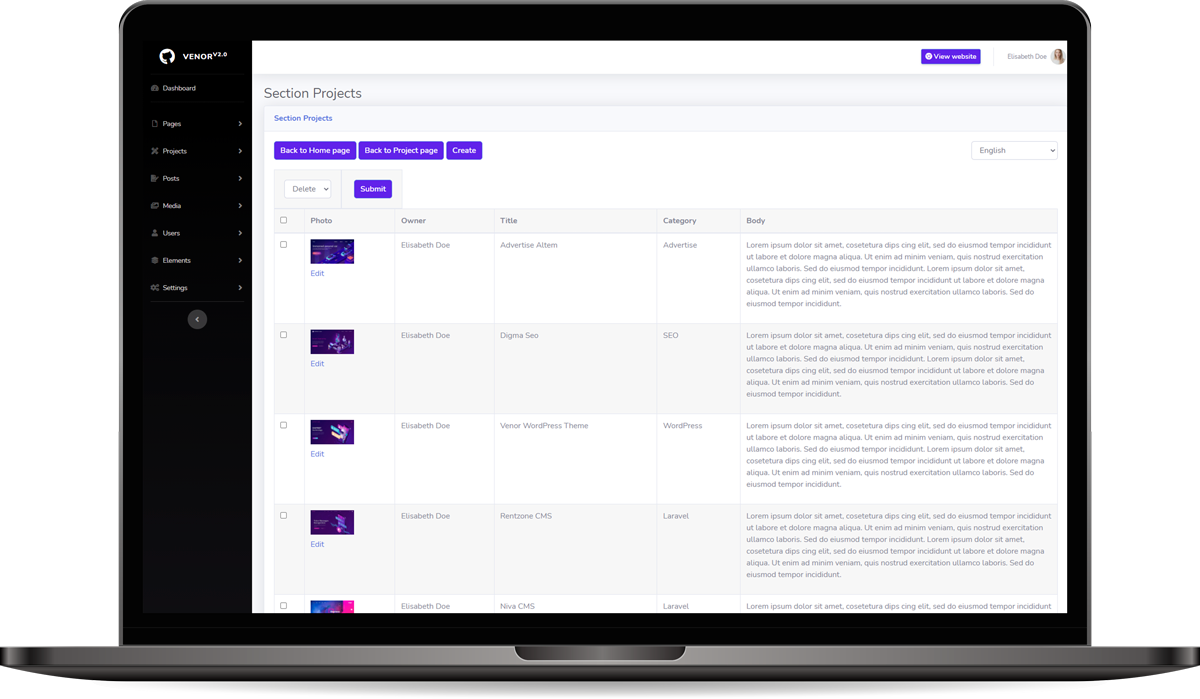 VENOR V2.0
View website
Elisabeth Doe
Dashboard
Pages
Projects
Posts
Media
Users
Elements
Settings
Section Projects
Section Projects
Back to Home page Back to Project page Create
English
Delete Submit
Photo Owner Title Category Body
Edit
Elisabeth Doe Advertise Altem Advertise
Lorem ipsum dolor sit amet, cosetetura dips cing elit, sed do eiusmod tempor incididunt
ut labore et dolore magna aliqua. Ut enim ad minim veniam, quis nostrud exercitation
ullamco laboris. Sed do eiusmod tempor incididunt. Lorem ipsum dolor sit amet,
cosetetura dips cing elit, sed do eiusmod tempor incididunt ut labore et dolore magna
aliqua. Ut enim ad minim veniam, quis nostrud exercitation ullamco laboris. Sed do
eiusmod tempor incididunt.
Edit
Elisabeth Doe Digma Seo SEO
Lorem ipsum dolor sit amet, cosetetura dips cing elit, sed do eiusmod tempor incididunt
ut labore et dolore magna aliqua. Ut enim ad minim veniam, quis nostrud exercitation
ullamco laboris. Sed do eiusmod tempor incididunt. Lorem ipsum dolor sit amet,
cosetetura dips cing elit, sed do eiusmod tempor incididunt ut labore et dolore magna
aliqua. Ut enim ad minim veniam, quis nostrud exercitation ullamco laboris. Sed do
eiusmod tempor incididunt.
Edit
Elisabeth Doe Venor WordPress Theme WordPress
Lorem ipsum dolor sit amet, cosetetura dips cing elit, sed do eiusmod tempor incididunt
ut labore et dolore magna aliqua. Ut enim ad minim veniam, quis nostrud exercitation
ullamco laboris. Sed do eiusmod tempor incididunt. Lorem ipsum dolor sit amet,
cosetetura dips cing elit, sed do eiusmod tempor incididunt ut labore et dolore magna
aliqua. Ut enim ad minim veniam, quis nostrud exercitation ullamco laboris. Sed do
eiusmod tempor incididunt.
Edit
Elisabeth Doe Rentzone CMS Laravel
Lorem ipsum dolor sit amet, cosetetura dips cing elit, sed do eiusmod tempor incididunt
ut labore et dolore magna aliqua. Ut enim ad minim veniam, quis nostrud exercitation
ullamco laboris. Sed do eiusmod tempor incididunt. Lorem ipsum dolor sit amet,
cosetetura dips cing elit, sed do eiusmod tempor incididunt ut labore et dolore magna
aliqua. Ut enim ad minim veniam, quis nostrud exercitation ullamco laboris. Sed do
eiusmod tempor incididunt.
Elisabeth Doe Niva CMS Laravel
Lorem ipsum dolor sit amet, cosetetura dips cing elit, sed do eiusmod tempor incididunt